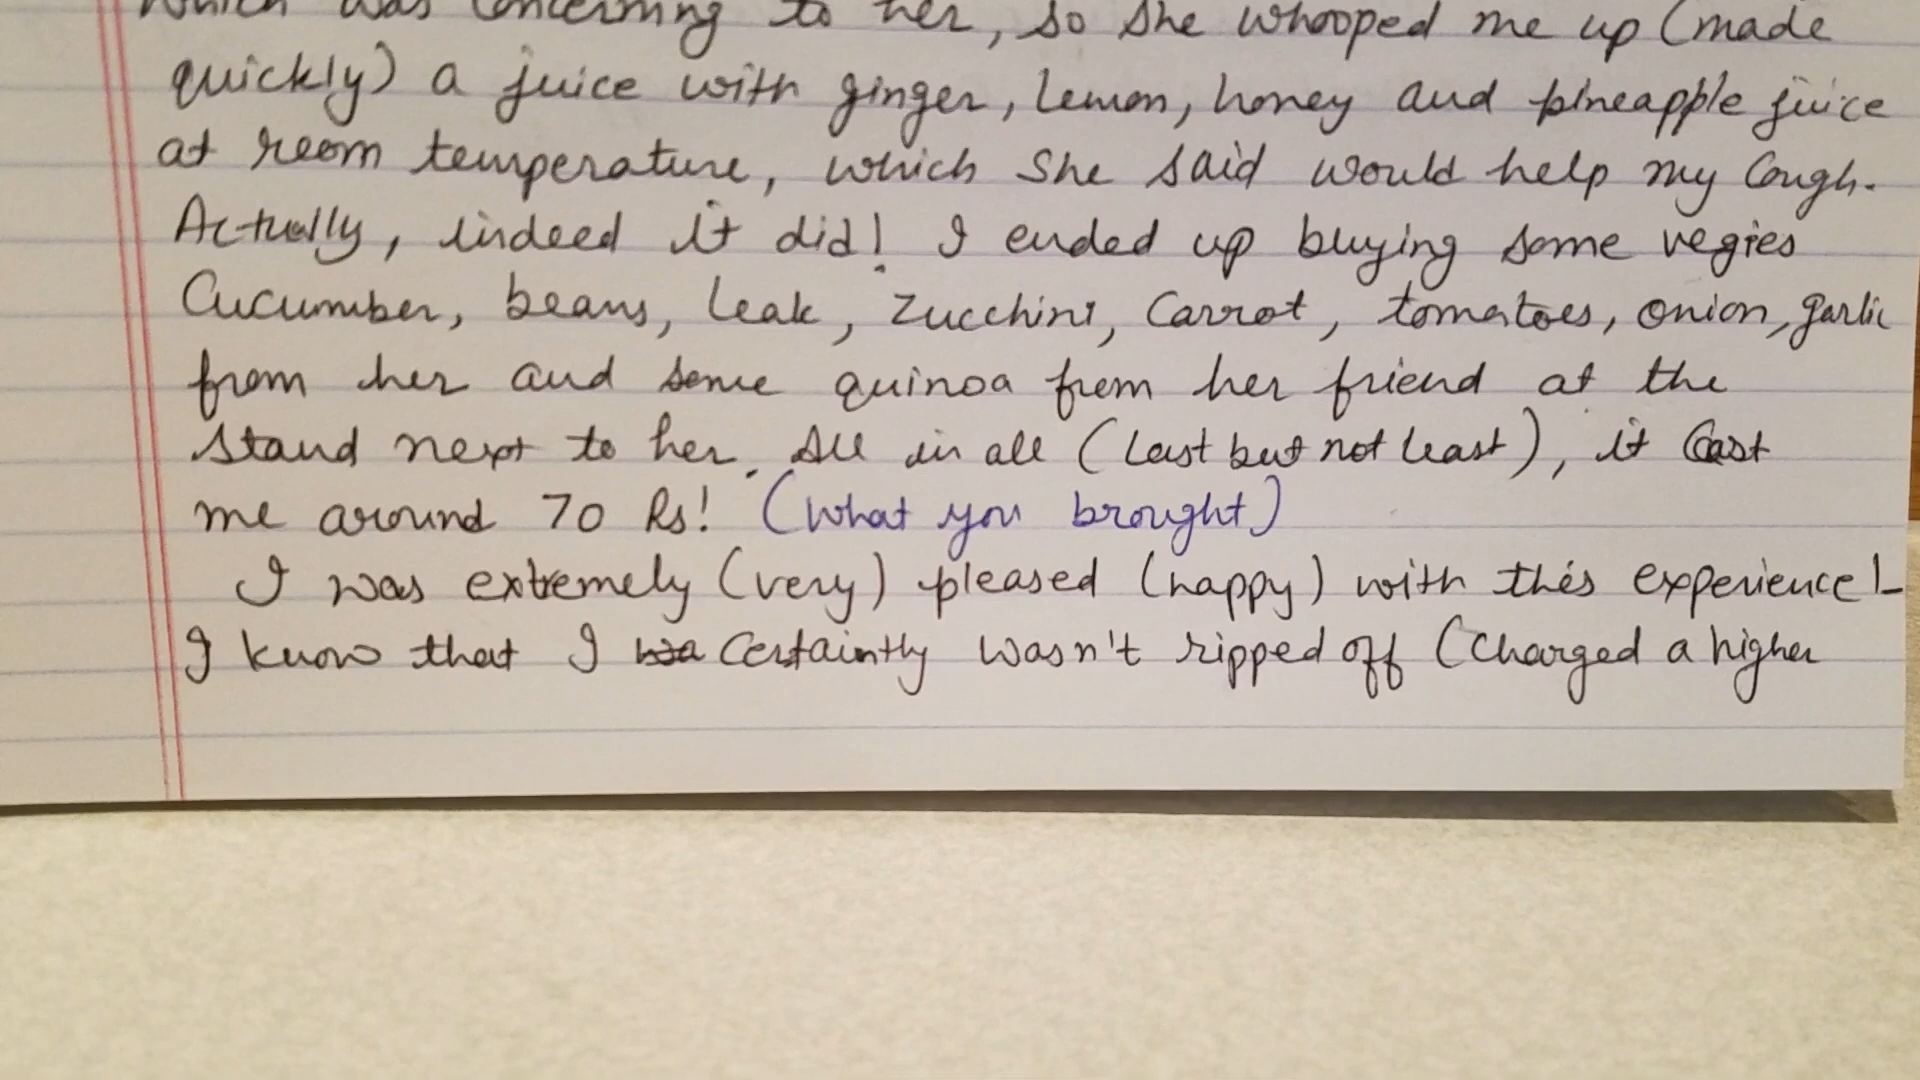 which was concerning to her, so she whooped me up (made
quickly) a juice with ginger, lemon, honey and pineapple juice
at room temperature, which she said would help my cough.
Actually, indeed it did! I ended up buying some vegies
Cucumber, beans, leak, zucchini, Carrot, tomatoes, onion, garlic
from her and some quinoa from her friend at the
stand next to her. All in all (last but not least), it Cost
me around 70 Rs! (What you brought)
I was extremely (very) pleased (happy) with this experience!
I know that I wa Certaintly wasn't ripped off (Charged a higher